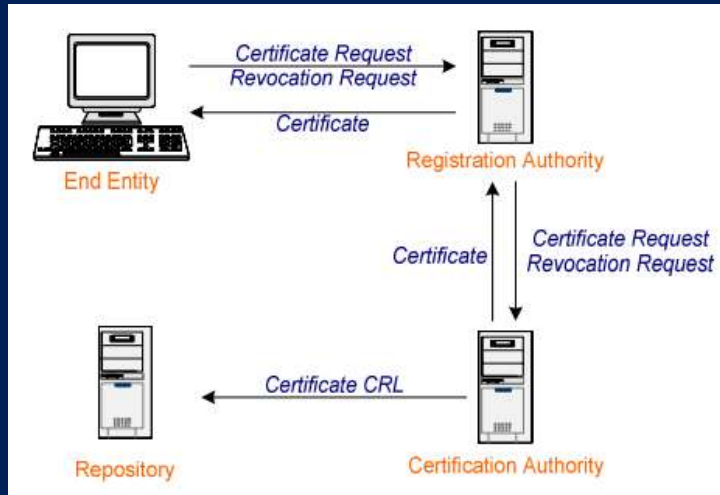 Certificate Request
Revocation Request
Certificate
End Entity
Registration Authority
Certificate
Certificate Request
Revocation Request
Certificate CRL
Repository
Certification Authority